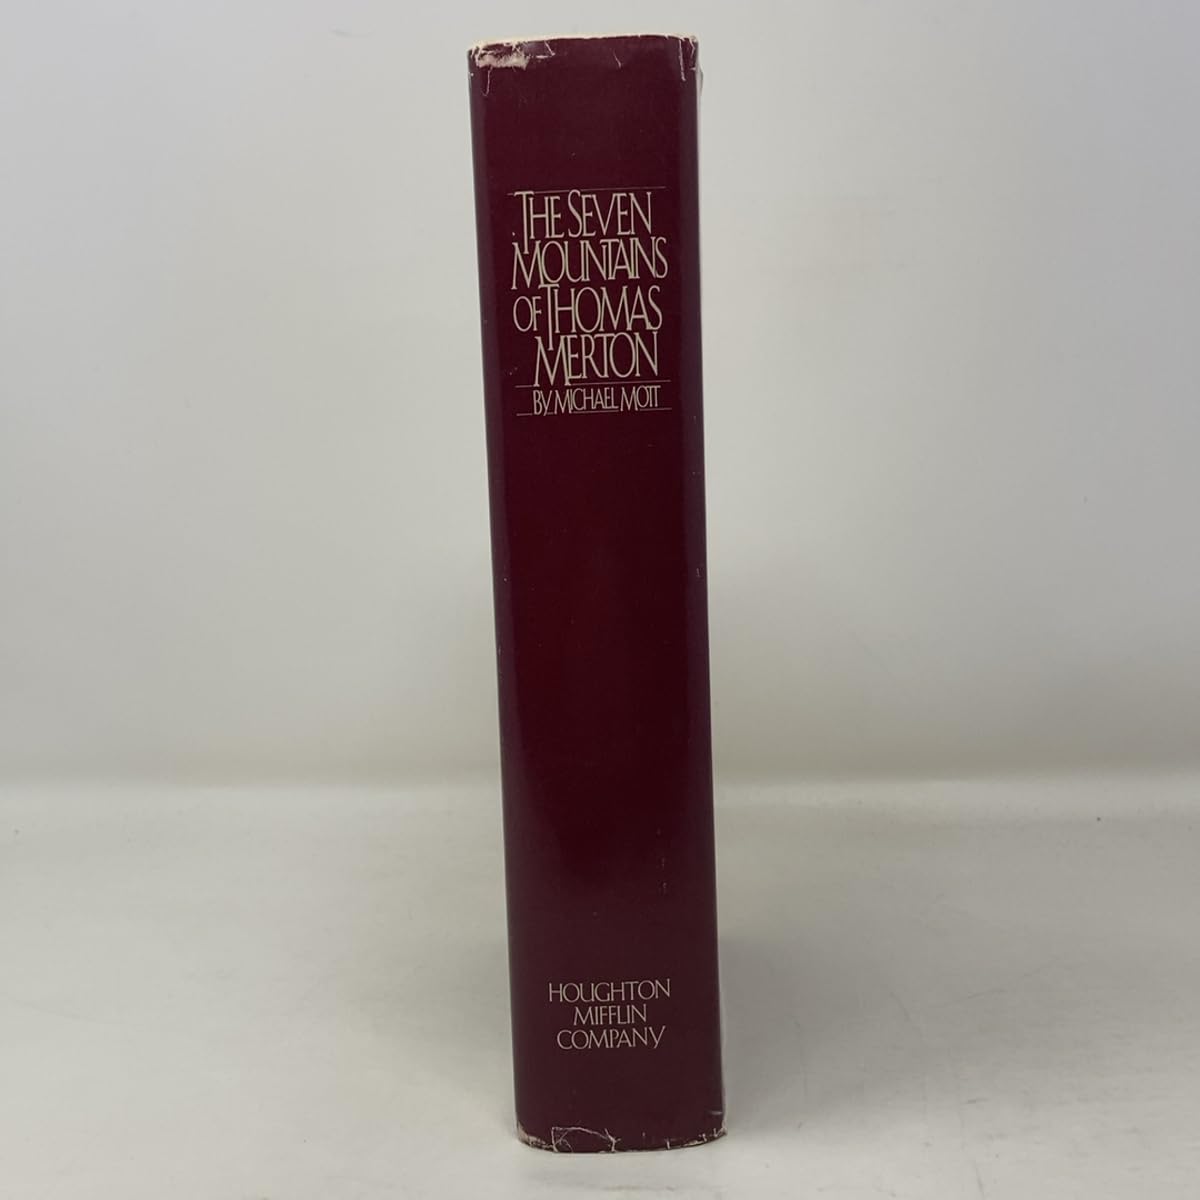 THE SEVEN
MOUNTAINS
OF THOMAS
MERTON
BY MICHAEL MOTT
HOUGHTON
MIFFLIN
COMPANY